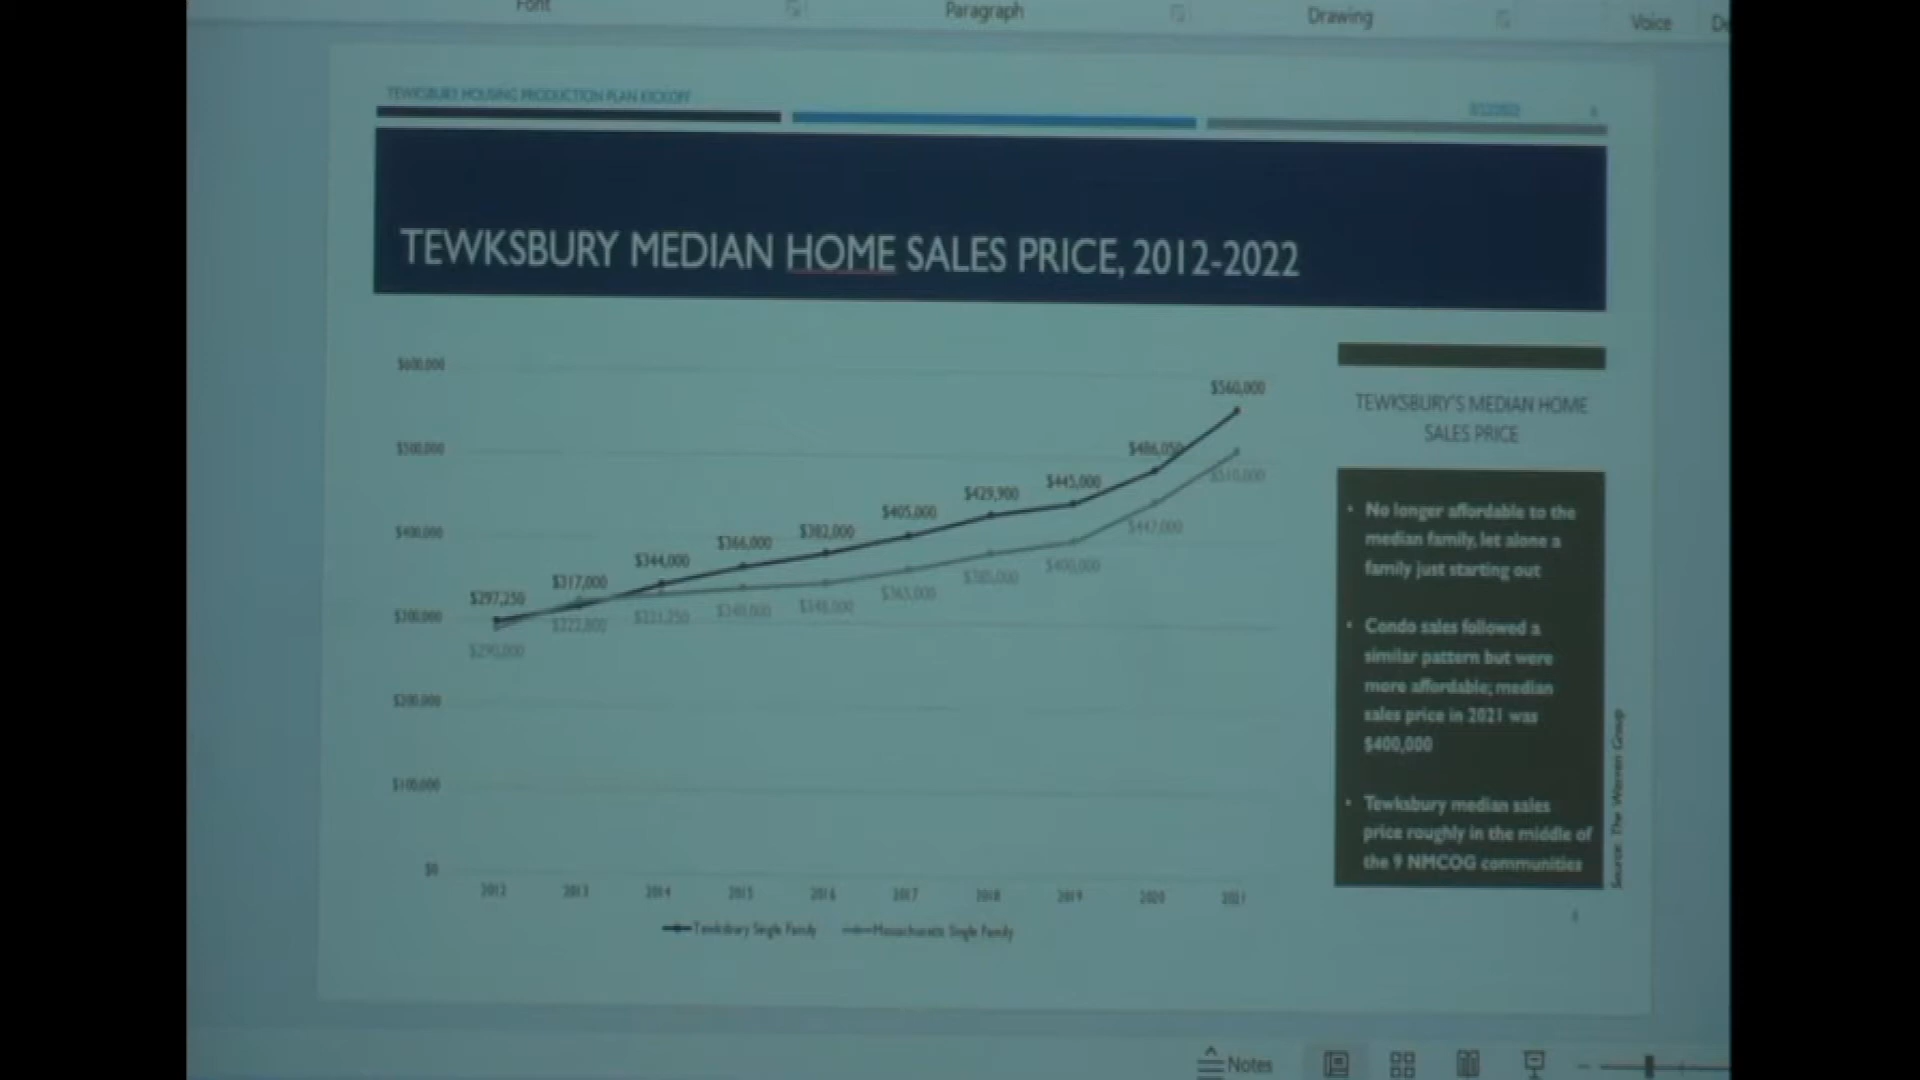 Font
Paragraph
Drawing
Voice
TEWKSBURY HOUSING PRODUCTION PLAN KICKOFF
TEWKSBURY MEDIAN HOME SALES PRICE, 2012-2022
$600,000
$500,000
$400,000
$300,000
$200,000
$100,000
$0
$297,250
$317,000
$344,000
$366,000
$382,000
$405,000
$429,900
$445,000
$486,050
$560,000
$290,000
$348,000
$365,000
$385,000
$400,000
$447,000
$510,000
2012
2013
2014
2015
2016
2017
2018
2019
2020
2021
Tewksbury Single Family
Massachusetts Single Family
TEWKSBURY'S MEDIAN HOME
SALES PRICE
• No longer affordable to the
median family, let alone a
family just starting out
• Condo sales followed a
similar pattern but were
more affordable; median
sales price in 2021 was
$400,000
• Tewksbury median sales
price roughly in the middle of
the 9 NMCOG communities
Source: The Warren Group
Notes